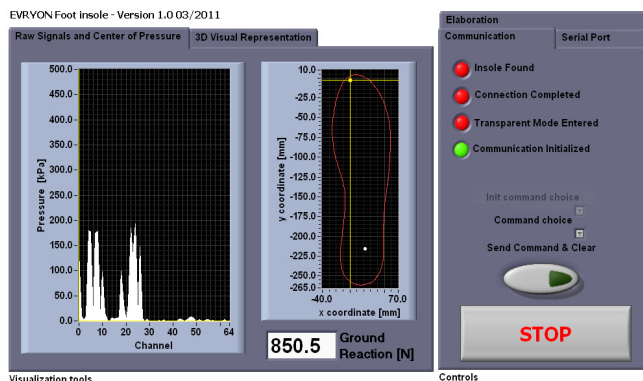 EVRYON Foot insole - Version 1.0 03/2011
Raw Signals and Center of Pressure
3D Visual Representation
500.0
450.0
400.0
350.0
300.0
250.0
200.0
150.0
100.0
50.0
0.0
Pressure [kPa]
0 10 20 30 40 50 64
Channel
10.0
-25.0
-50.0
-75.0
-100.0
-125.0
-150.0
-175.0
-200.0
-225.0
-250.0
-265.0
y coordinate [mm]
-40.0 0.0 70.0
x coordinate [mm]
850.5
Ground
Reaction [N]
Visualization tools
Elaboration
Communication
Serial Port
Insole Found
Connection Completed
Transparent Mode Entered
Communication Initialized
Init command choice
Command choice
Send Command & Clear
STOP
Controls